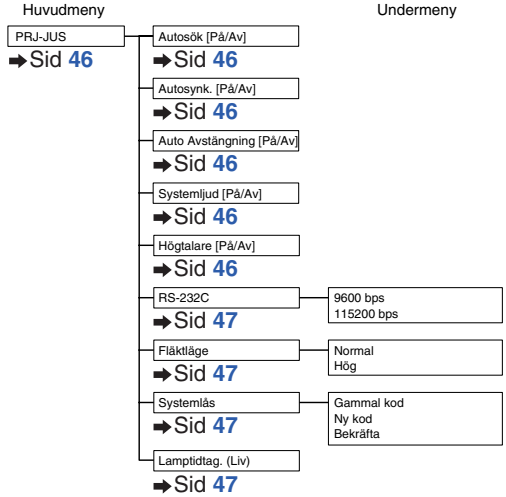 Huvudmeny
Undermeny
PRJ-JUS
➡Sid 46
Autosök [På/Av]
➡Sid 46
Autosynk. [På/Av]
➡Sid 46
Auto Avstängning [På/Av]
➡Sid 46
Systemljud [På/Av]
➡Sid 46
Högtalare [På/Av]
➡Sid 46
RS-232C
➡Sid 47
9600 bps
115200 bps
Fläktläge
➡Sid 47
Normal
Hög
Systemlås
➡Sid 47
Gammal kod
Ny kod
Bekräfta
Lamptidtag. (Liv)
➡Sid 47